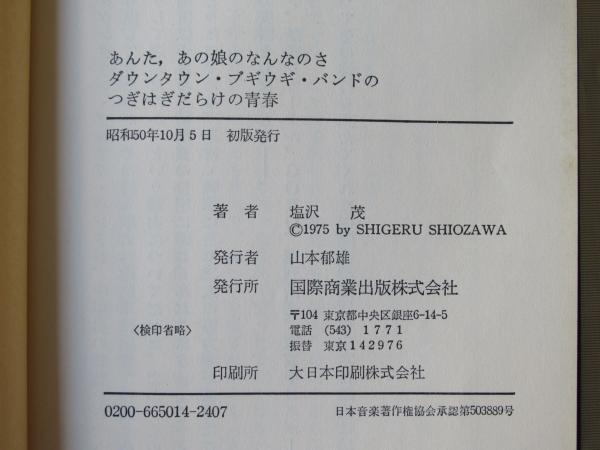 あんた，あの娘のなんなのさ
ダウンタウン・ブギウギ・バンドの
つぎはぎだらけの青春
昭和50年10月5日　初版発行
著者　塩沢　茂
©1975 by SHIGERU SHIOZAWA
発行者　山本郁雄
発行所　国際商業出版株式会社
〒104 東京都中央区銀座6-14-5
〈検印省略〉　電話 (543) 1771
振替 東京142976
印刷所　大日本印刷株式会社
0200-665014-2407　日本音楽著作権協会承認第503889号